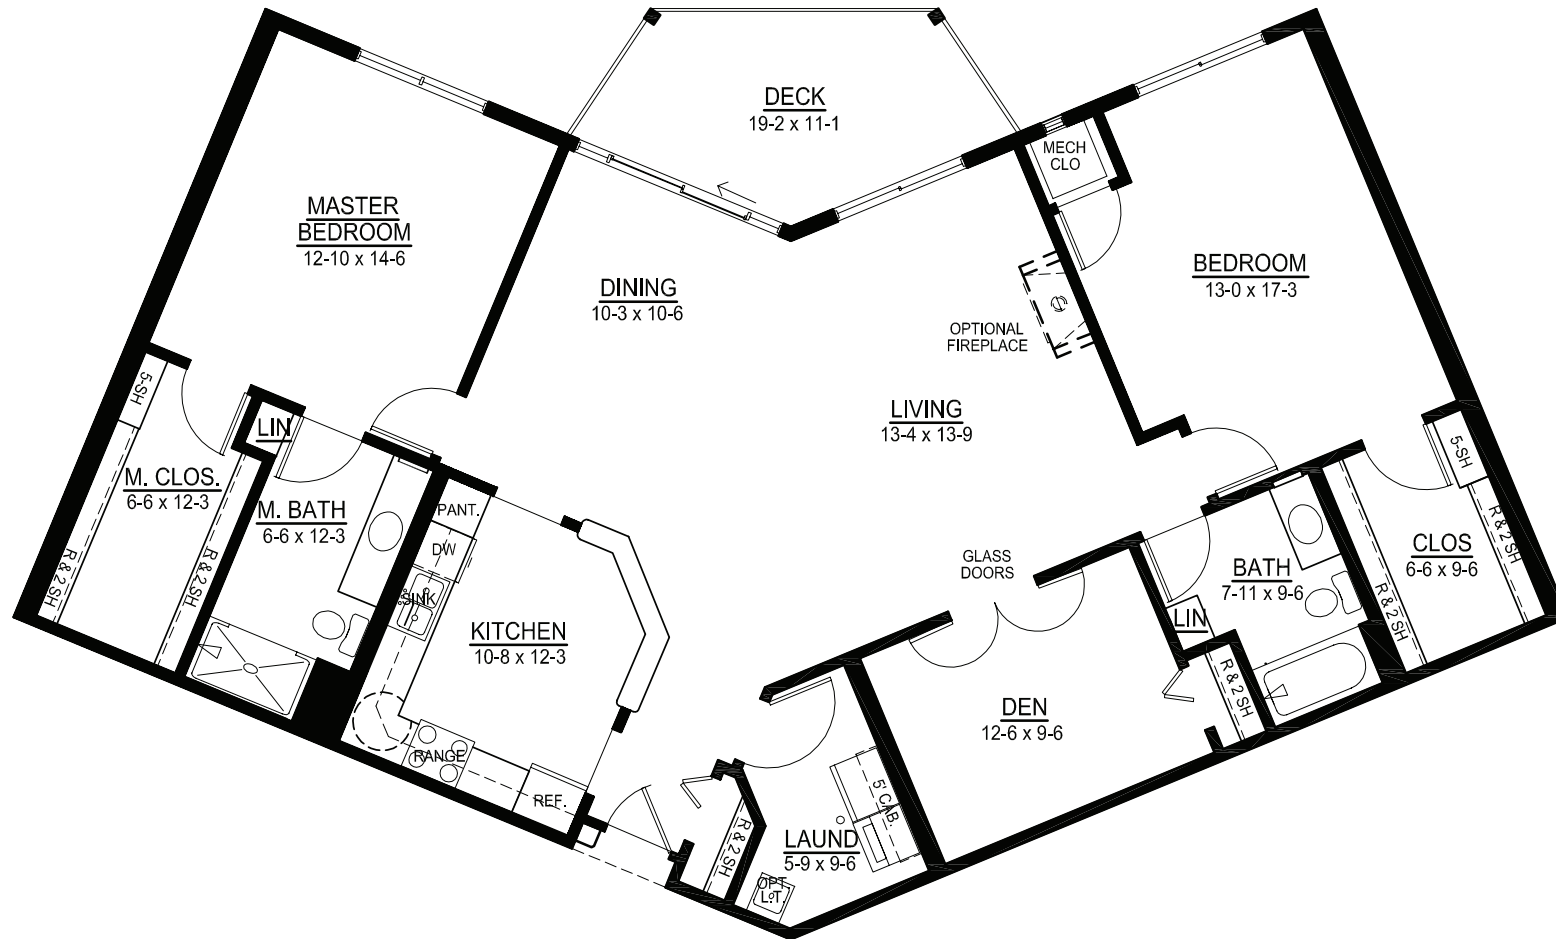 DECK
19-2 x 11-1
MECH
CLO
MASTER
BEDROOM
12-10 x 14-6
BEDROOM
13-0 x 17-3
DINING
10-3 x 10-6
OPTIONAL
FIREPLACE
LIVING
13-4 x 13-9
5-SH
LIN
M. CLOS.
6-6 x 12-3
R & 2 SH
R & 2 SH
M. BATH
6-6 x 12-3
PANT.
DW
SINK
KITCHEN
10-8 x 12-3
RANGE
REF.
GLASS
DOORS
BATH
7-11 x 9-6
LIN
5-SH
CLOS
6-6 x 9-6
R & 2 SH
R & 2 SH
R & 2 SH
DEN
12-6 x 9-6
R & 2 SH
5' CAB.
LAUND
5-9 x 9-6
OPT.
L.T.